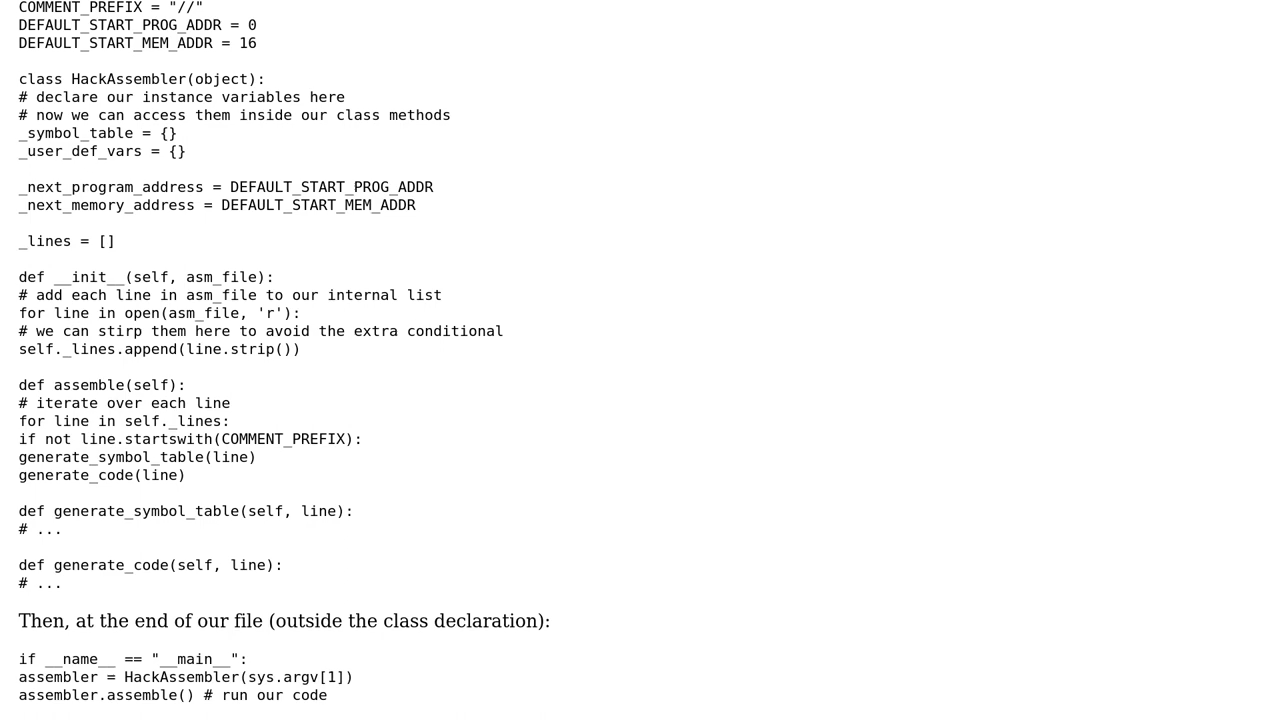 COMMENT_PREFIX = "//"
DEFAULT_START_PROG_ADDR = 0
DEFAULT_START_MEM_ADDR = 16

class HackAssembler(object):
# declare our instance variables here
# now we can access them inside our class methods
_symbol_table = {}
_user_def_vars = {}

_next_program_address = DEFAULT_START_PROG_ADDR
_next_memory_address = DEFAULT_START_MEM_ADDR

_lines = []

def __init__(self, asm_file):
# add each line in asm_file to our internal list
for line in open(asm_file, 'r'):
# we can stirp them here to avoid the extra conditional
self._lines.append(line.strip())

def assemble(self):
# iterate over each line
for line in self._lines:
if not line.startswith(COMMENT_PREFIX):
generate_symbol_table(line)
generate_code(line)

def generate_symbol_table(self, line):
# ...

def generate_code(self, line):
# ...

Then, at the end of our file (outside the class declaration):

if __name__ == "__main__":
assembler = HackAssembler(sys.argv[1])
assembler.assemble() # run our code